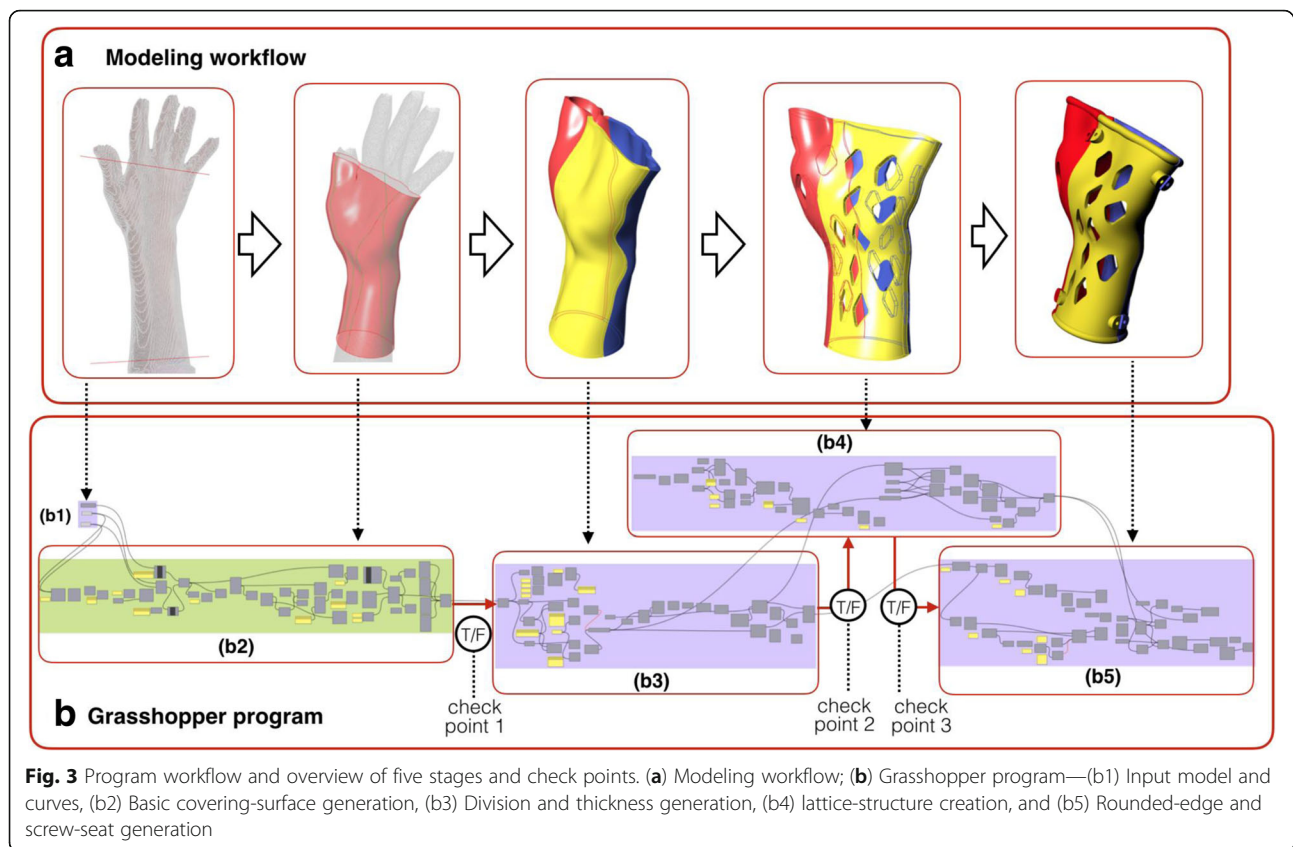 a Modeling workflow
(b4)
(b1)
T/F
T/F
T/F
(b2)
(b3)
(b5)
check
point 1
check
point 2
check
point 3
b Grasshopper program
Fig. 3 Program workflow and overview of five stages and check points. (a) Modeling workflow; (b) Grasshopper program—(b1) Input model and
curves, (b2) Basic covering-surface generation, (b3) Division and thickness generation, (b4) lattice-structure creation, and (b5) Rounded-edge and
screw-seat generation